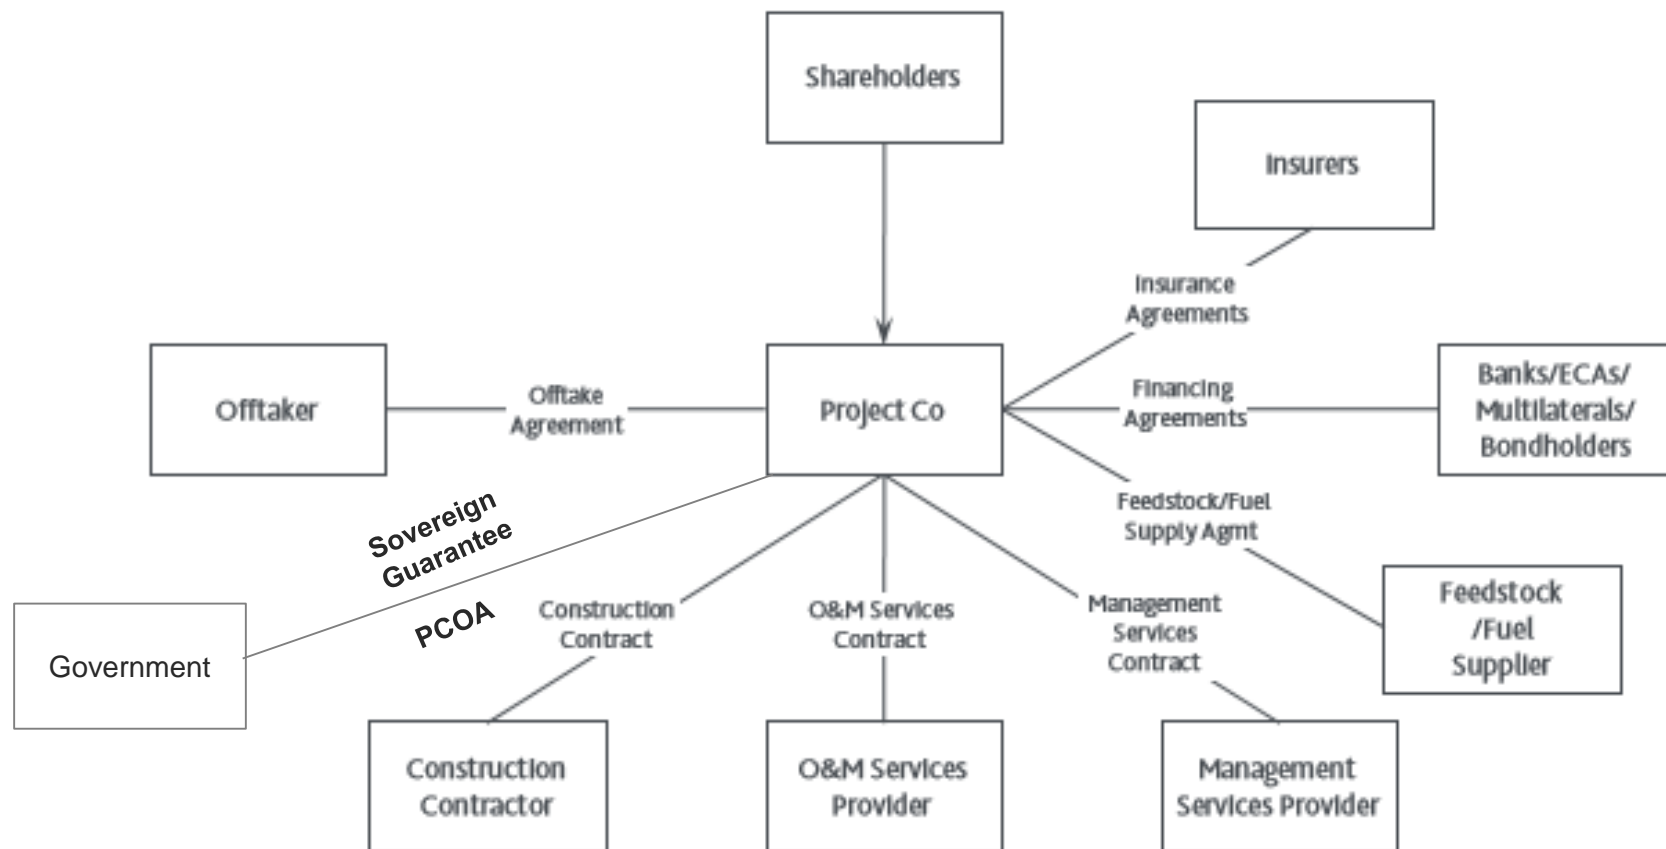 Shareholders
Insurers
Insurance
Agreements
Offtaker
Offtake
Agreement
Project Co
Financing
Agreements
Banks/ECAs/
Multilaterals/
Bondholders
Sovereign
Guarantee
PCOA
Feedstock/Fuel
Supply Agmt
Government
Construction
Contract
O&M Services
Contract
Management
Services
Contract
Feedstock
/Fuel
Supplier
Construction
Contractor
O&M Services
Provider
Management
Services Provider